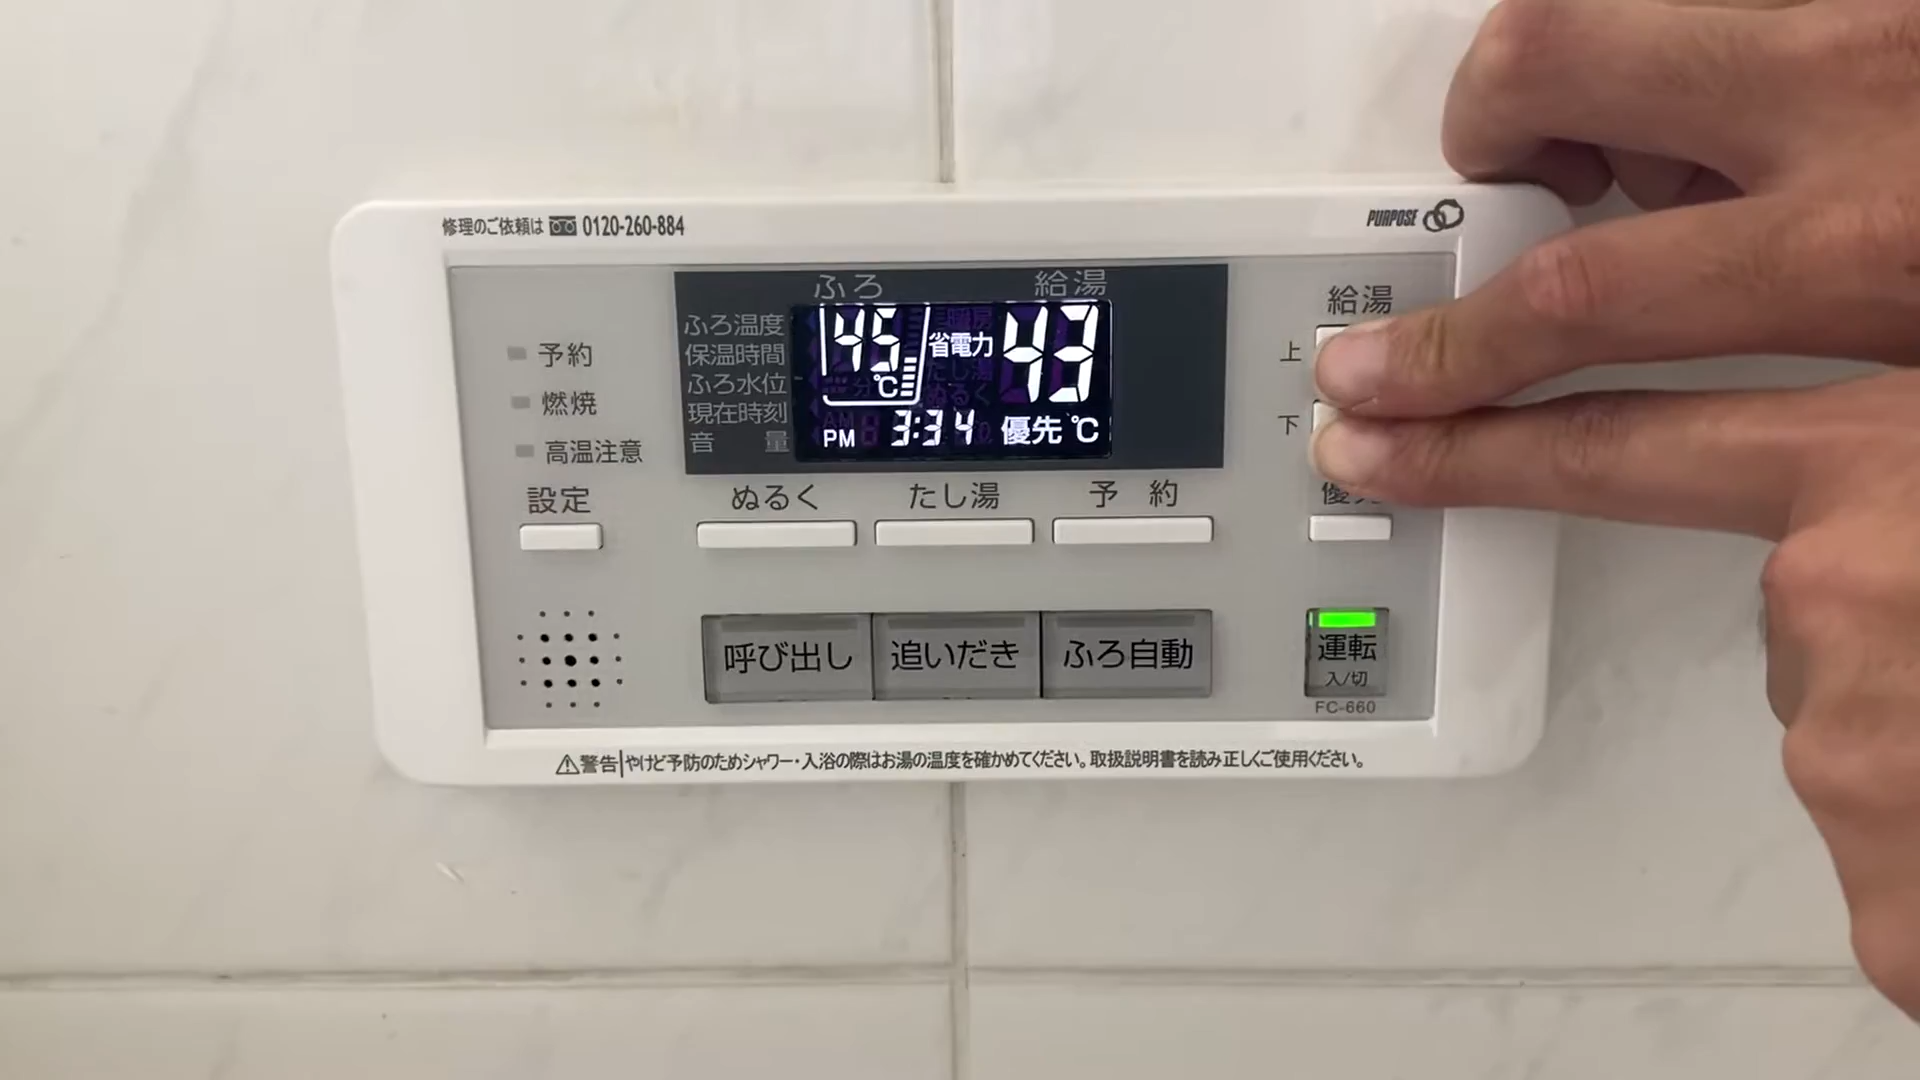 修理のご依頼は 0120-260-884
PURPOSE
ふろ 給湯
ふろ温度
保温時間
ふろ水位
現在時刻
音 量
45 ℃
省電力
43
PM 3:34 優先 ℃
予約
燃焼
高温注意
設定
ぬるく たし湯 予 約
給湯
上
下
呼び出し 追いだき ふろ自動
運転
入/切
FC-660
警告 やけど予防のためシャワー・入浴の際はお湯の温度を確かめてください。取扱説明書を読み正しくご使用ください。